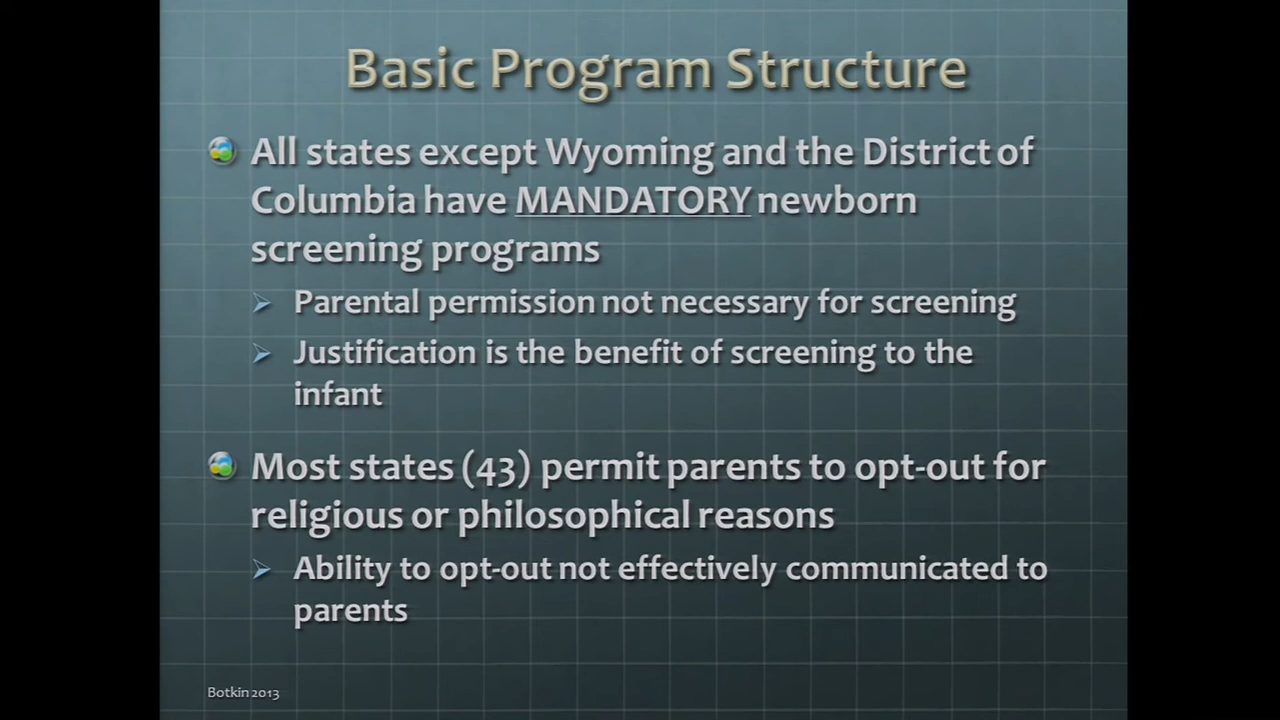 Basic Program Structure
All states except Wyoming and the District of
Columbia have MANDATORY newborn
screening programs
Parental permission not necessary for screening
Justification is the benefit of screening to the
infant
Most states (43) permit parents to opt-out for
religious or philosophical reasons
Ability to opt-out not effectively communicated to
parents
Botkin 2013